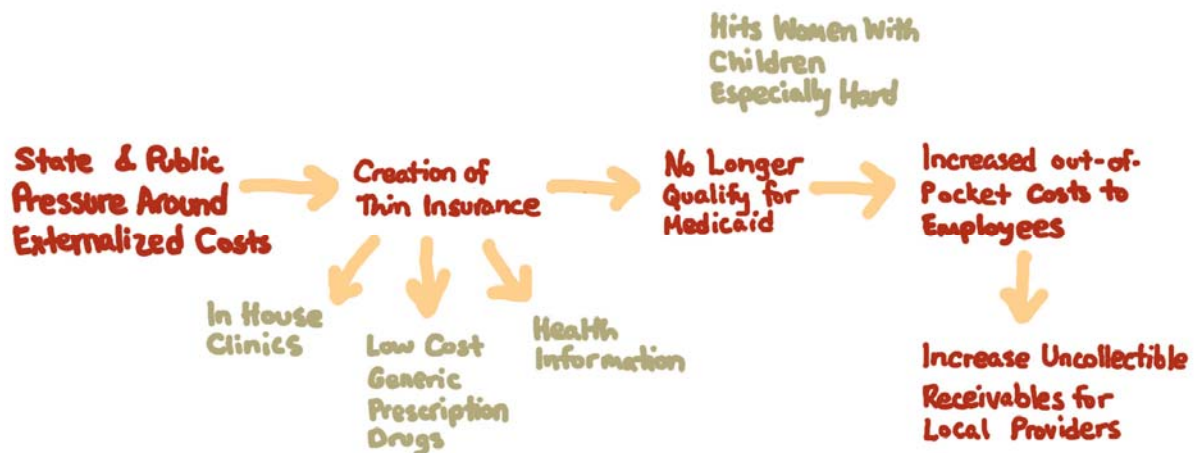 Hits Women With
Children
Especially Hard
State & Public
Pressure Around
Externalized Costs
Creation of
Thin Insurance
No Longer
Qualify for
Medicaid
Increased out-of-
Pocket Costs to
Employees
In House
Clinics
Low Cost
Generic
Prescription
Drugs
Health
Information
Increase Uncollectible
Receivables for
Local Providers